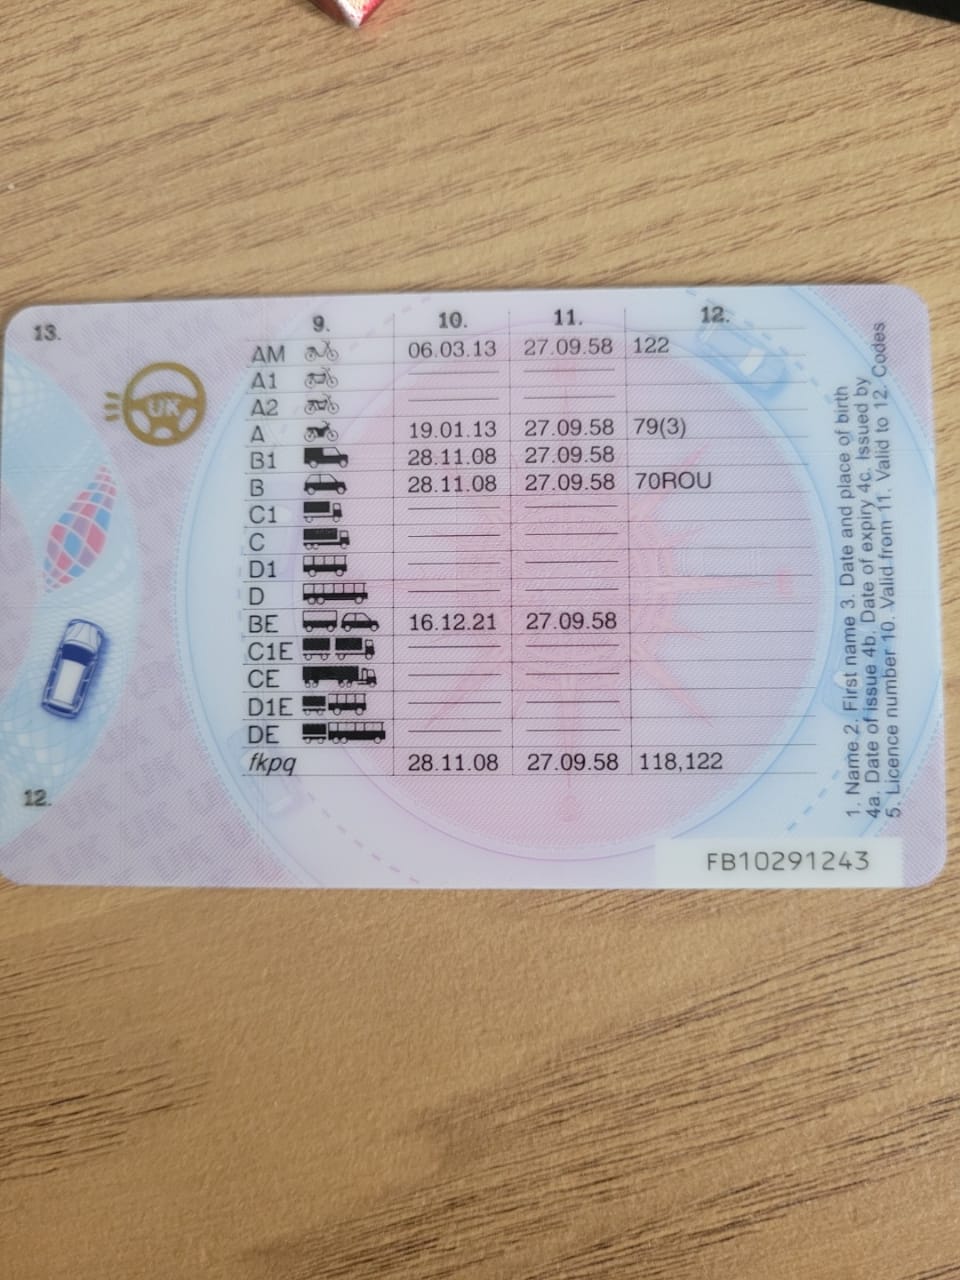 13.
9. 10. 11. 12.
AM 06.03.13 27.09.58 122
A1
A2
A 19.01.13 27.09.58 79(3)
B1 28.11.08 27.09.58
B 28.11.08 27.09.58 70ROU
C1
C
D1
D
BE 16.12.21 27.09.58
C1E
CE
D1E
DE
fkpq 28.11.08 27.09.58 118,122
12.
UK
1. Name 2. First name 3. Date and place of birth
4a. Date of issue 4b. Date of expiry 4c. Issued by
5. Licence number 10. Valid from 11. Valid to 12. Codes
FB10291243